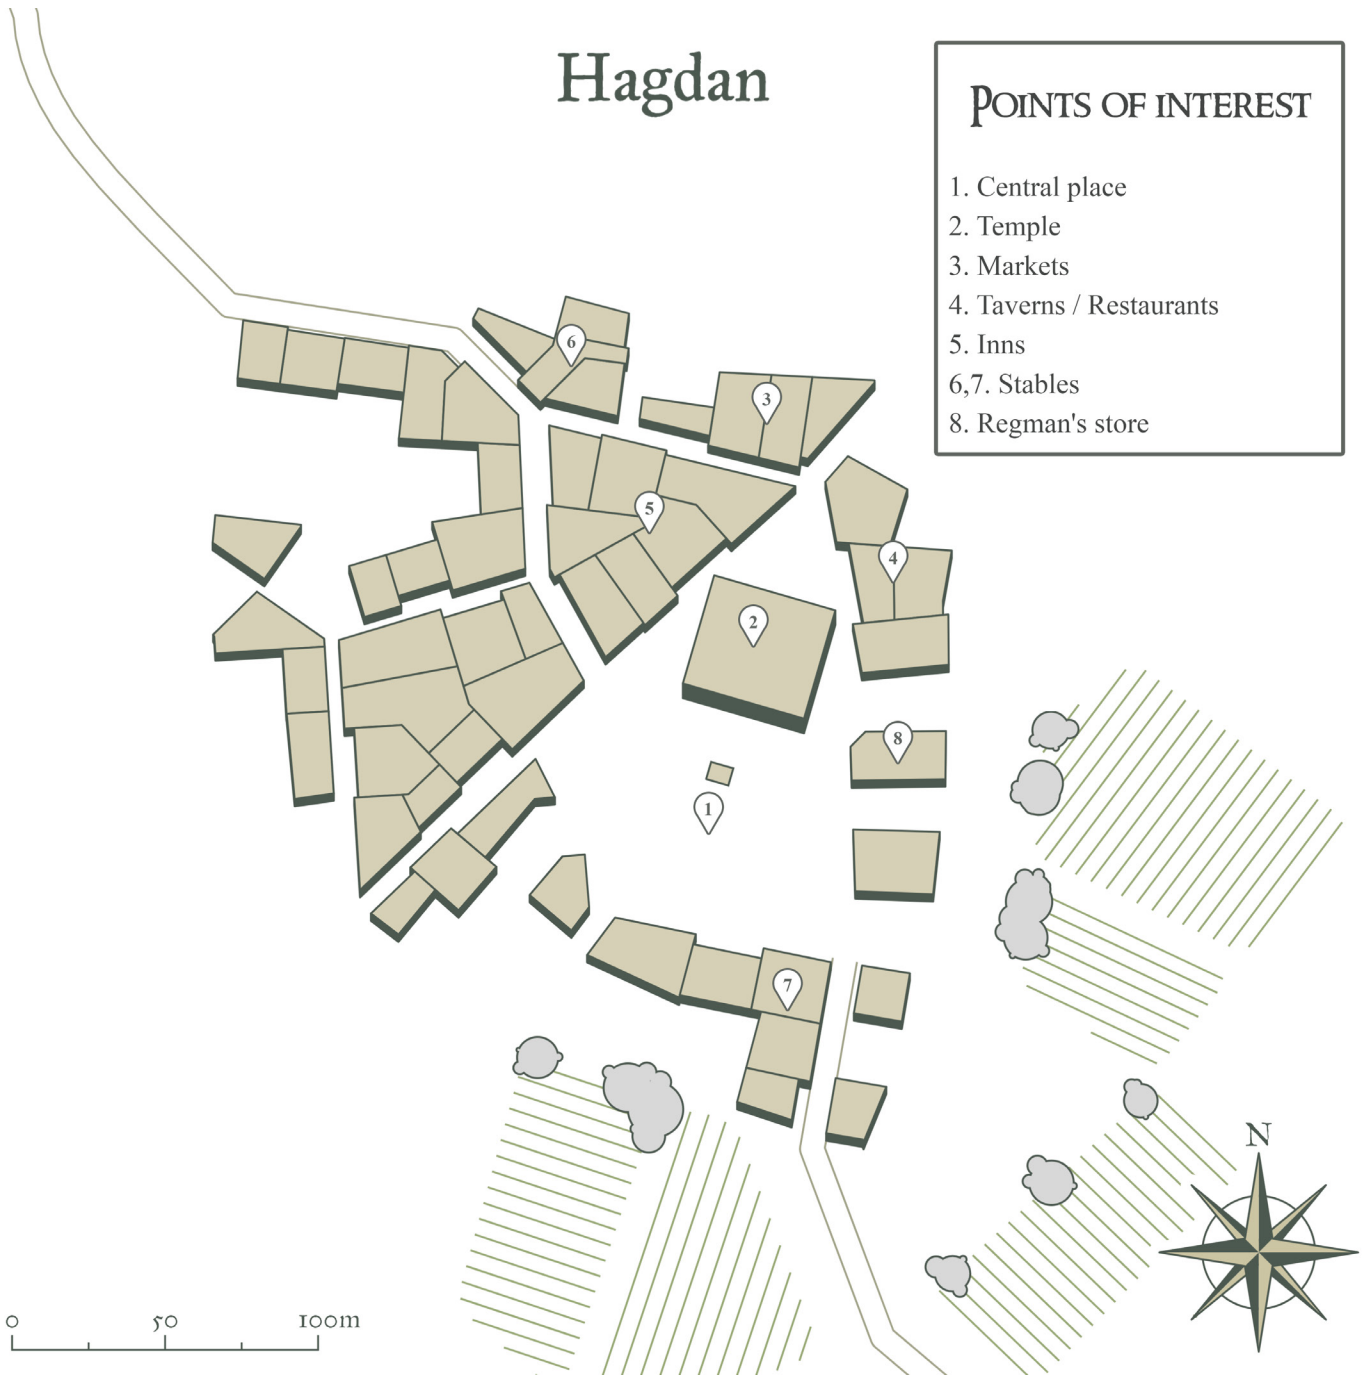 Hagdan
POINTS OF INTEREST
1. Central place
2. Temple
3. Markets
4. Taverns / Restaurants
5. Inns
6,7. Stables
8. Regman's store
6
3
5
4
2
8
1
7
N
0 50 100m